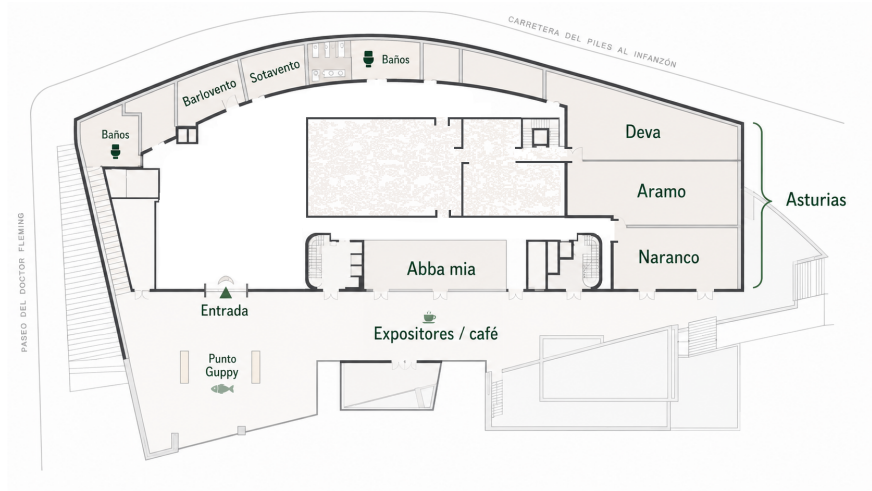 CARRETERA DEL PILES AL INFANZÓN
Baños
Sotavento
Barlovento
Baños
Deva
Aramo
Asturias
Naranco
Abba mia
PASEO DEL DOCTOR FLEMING
Entrada
Expositores / café
Punto
Guppy